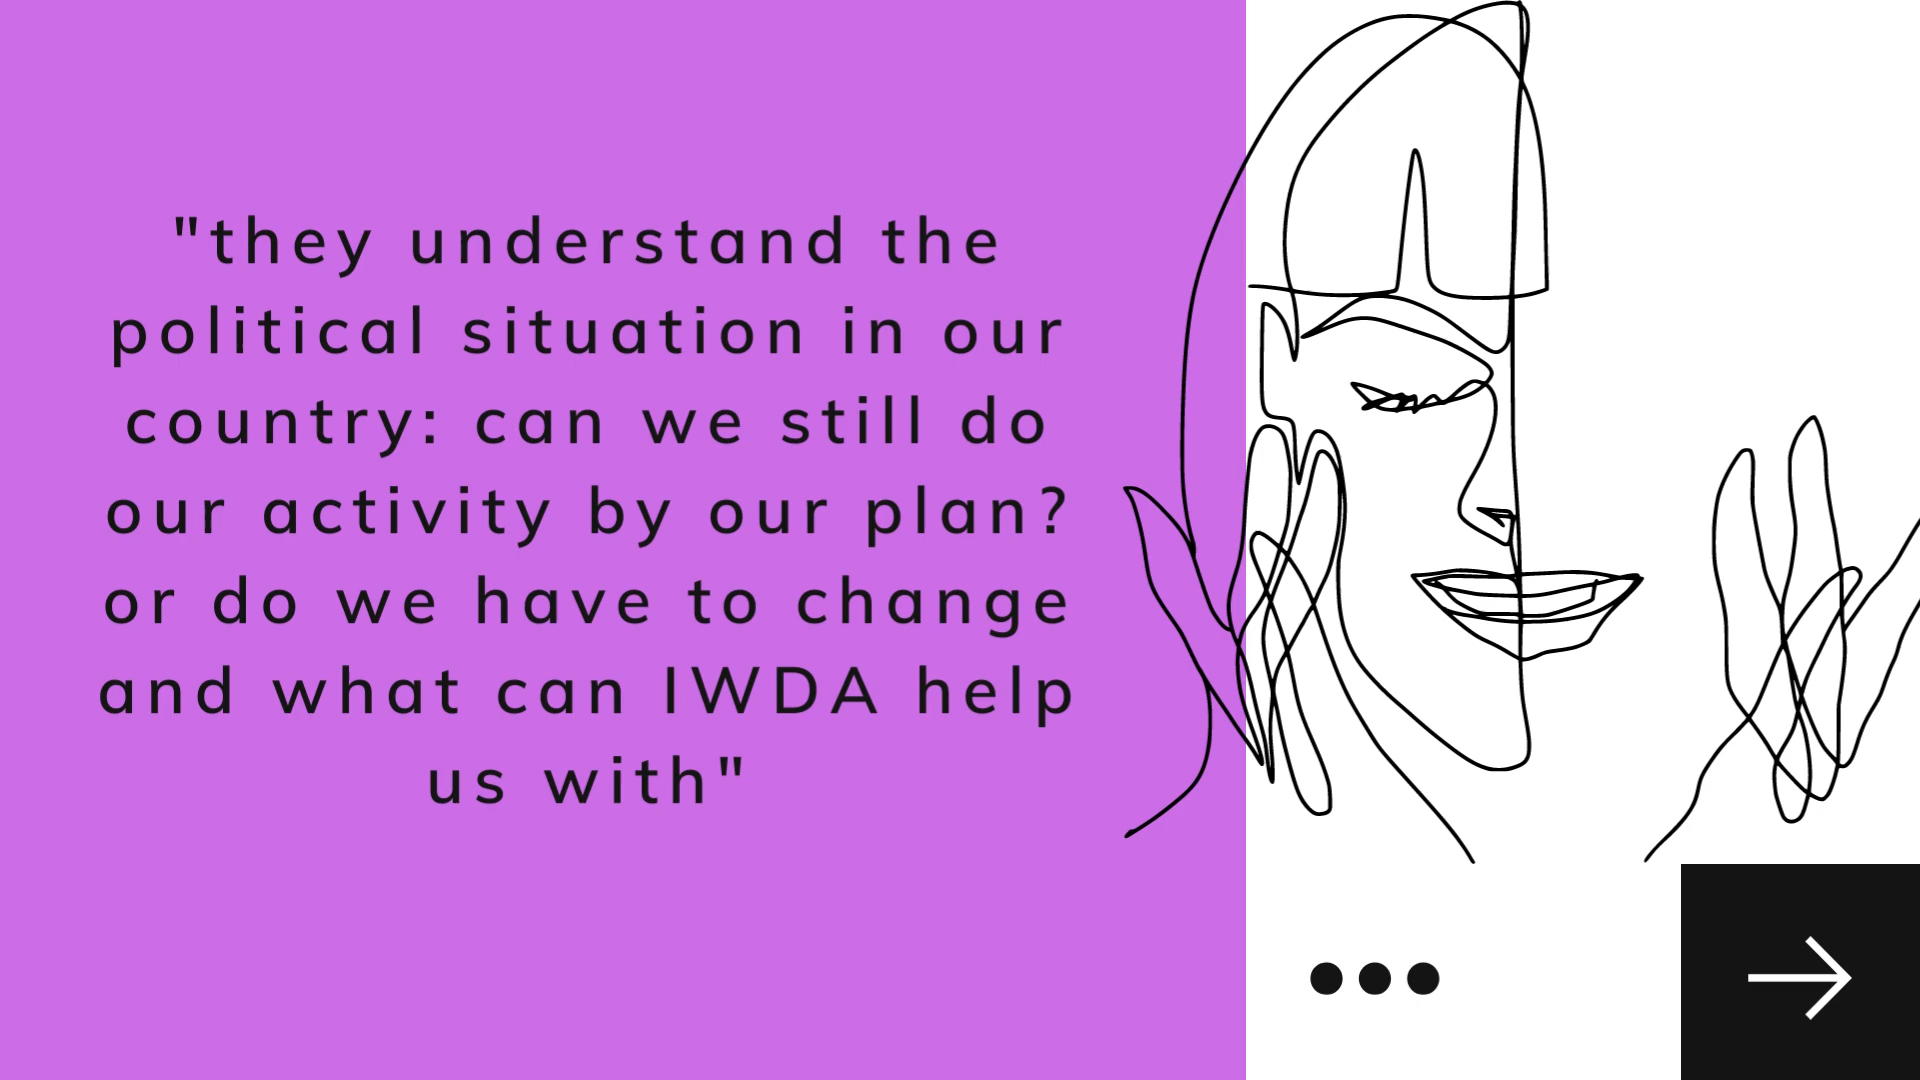 "they understand the
political situation in our
country: can we still do
our activity by our plan?
or do we have to change
and what can IWDA help
us with"